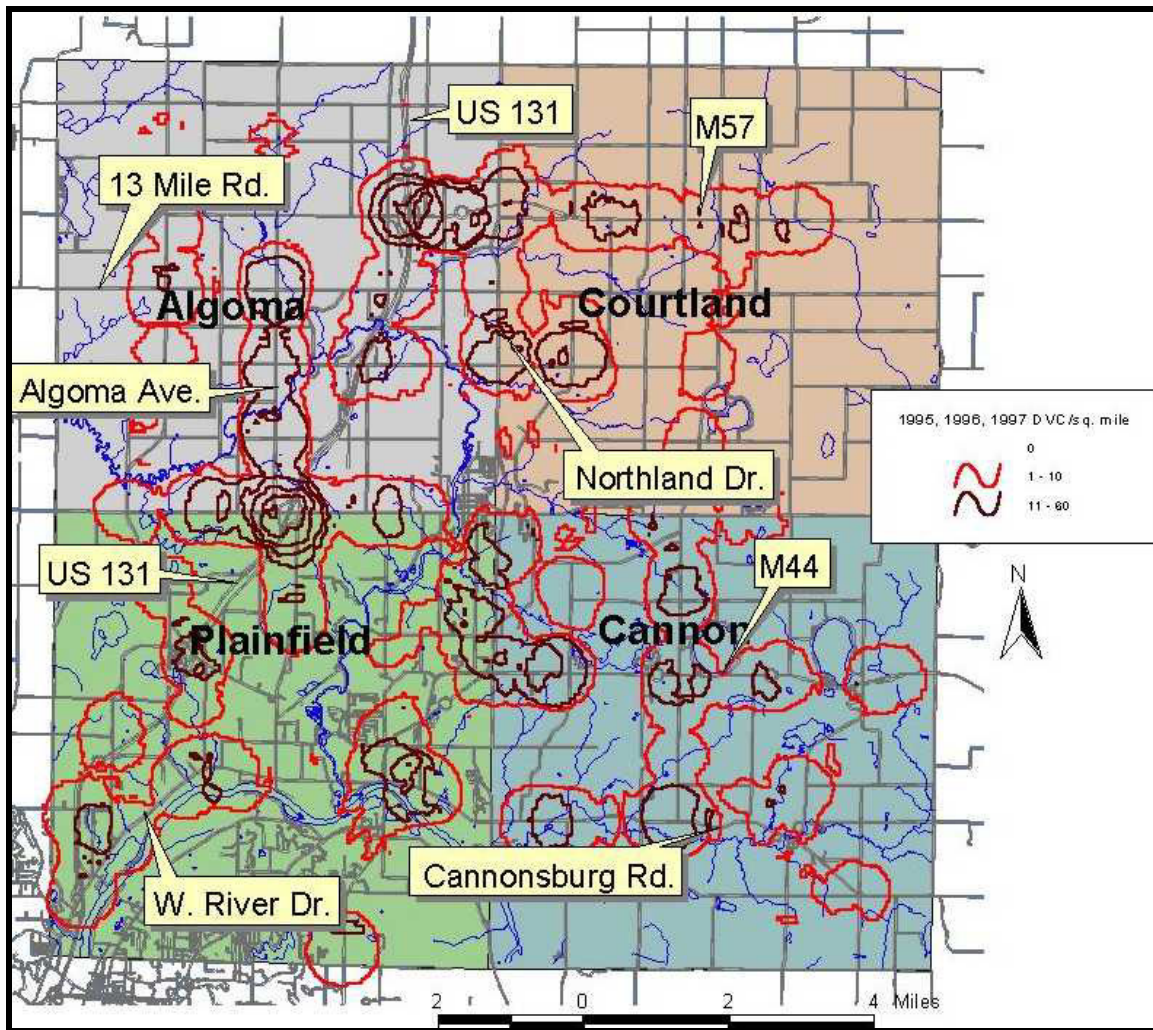 US 131
M57
13 Mile Rd.
Algoma
Courtland
Algoma Ave.
1995, 1996, 1997 DVC/sq. mile
0
1 - 10
11 - 60
Northland Dr.
US 131
M44
N
Plainfield
Cannon
Cannonsburg Rd.
W. River Dr.
2 0 2 4 Miles